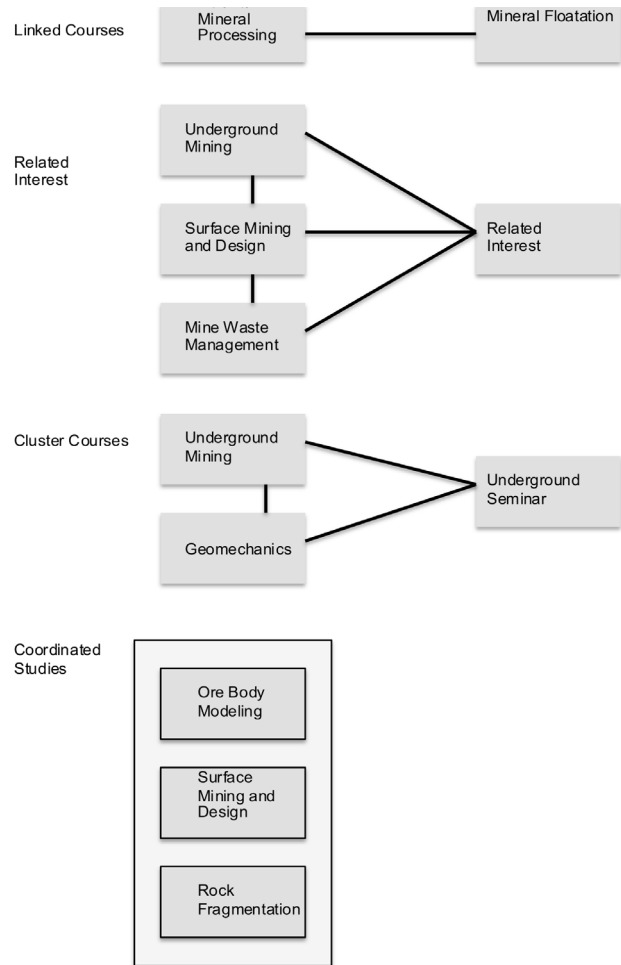 Linked Courses
Mineral
Processing
Mineral Floatation
Related
Interest
Underground
Mining
Surface Mining
and Design
Mine Waste
Management
Related
Interest
Cluster Courses
Underground
Mining
Geomechanics
Underground
Seminar
Coordinated
Studies
Ore Body
Modeling
Surface
Mining and
Design
Rock
Fragmentation